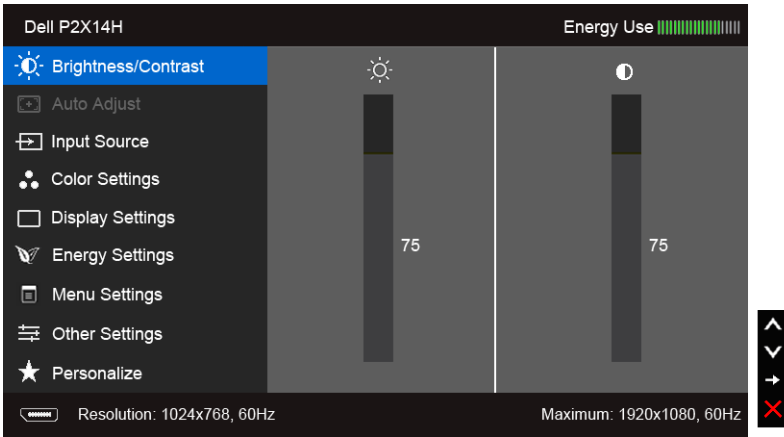 Dell P2X14H
Energy Use
Brightness/Contrast
Auto Adjust
Input Source
Color Settings
Display Settings
Energy Settings
Menu Settings
Other Settings
Personalize
75
75
Resolution: 1024x768, 60Hz
Maximum: 1920x1080, 60Hz